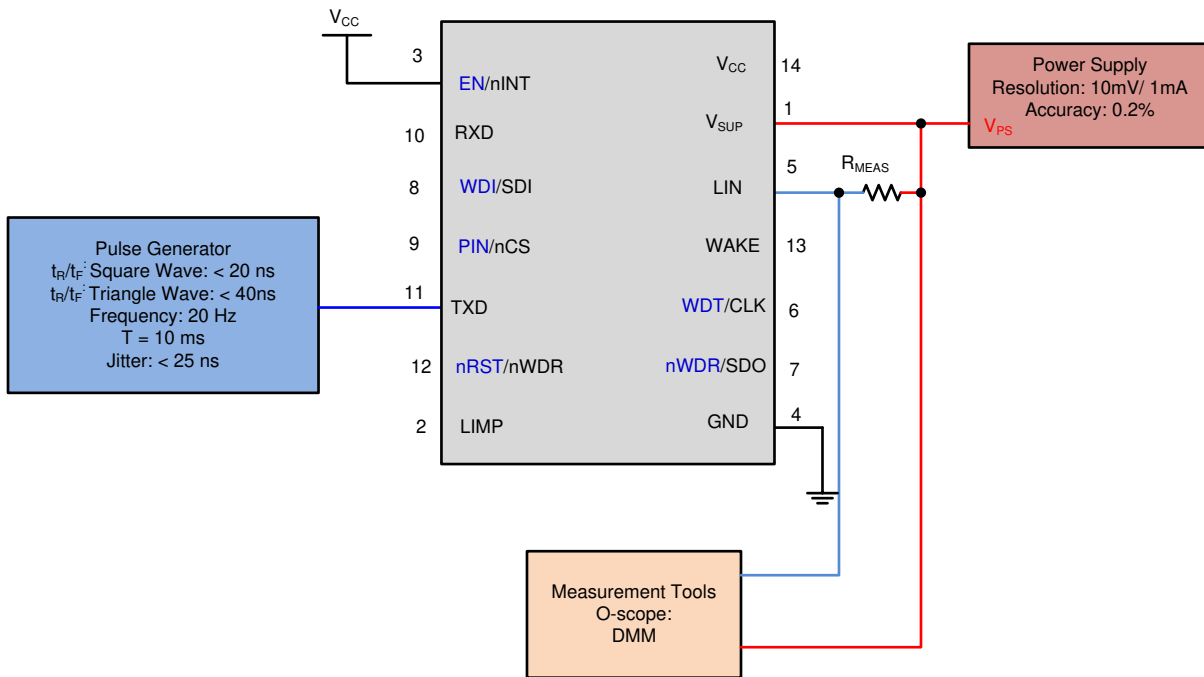 VCC
3
EN/nINT
10
RXD
8
WDI/SDI
9
PIN/nCS
11
TXD
12
nRST/nWDR
2
LIMP
VCC
14
VSUP
1
LIN
5
WAKE
13
WDT/CLK
6
nWDR/SDO
7
GND
4
RMEAS
Power Supply
Resolution: 10mV/ 1mA
Accuracy: 0.2%
VPS
Pulse Generator
tR/tF: Square Wave: < 20 ns
tR/tF: Triangle Wave: < 40ns
Frequency: 20 Hz
T = 10 ms
Jitter: < 25 ns
Measurement Tools
O-scope:
DMM